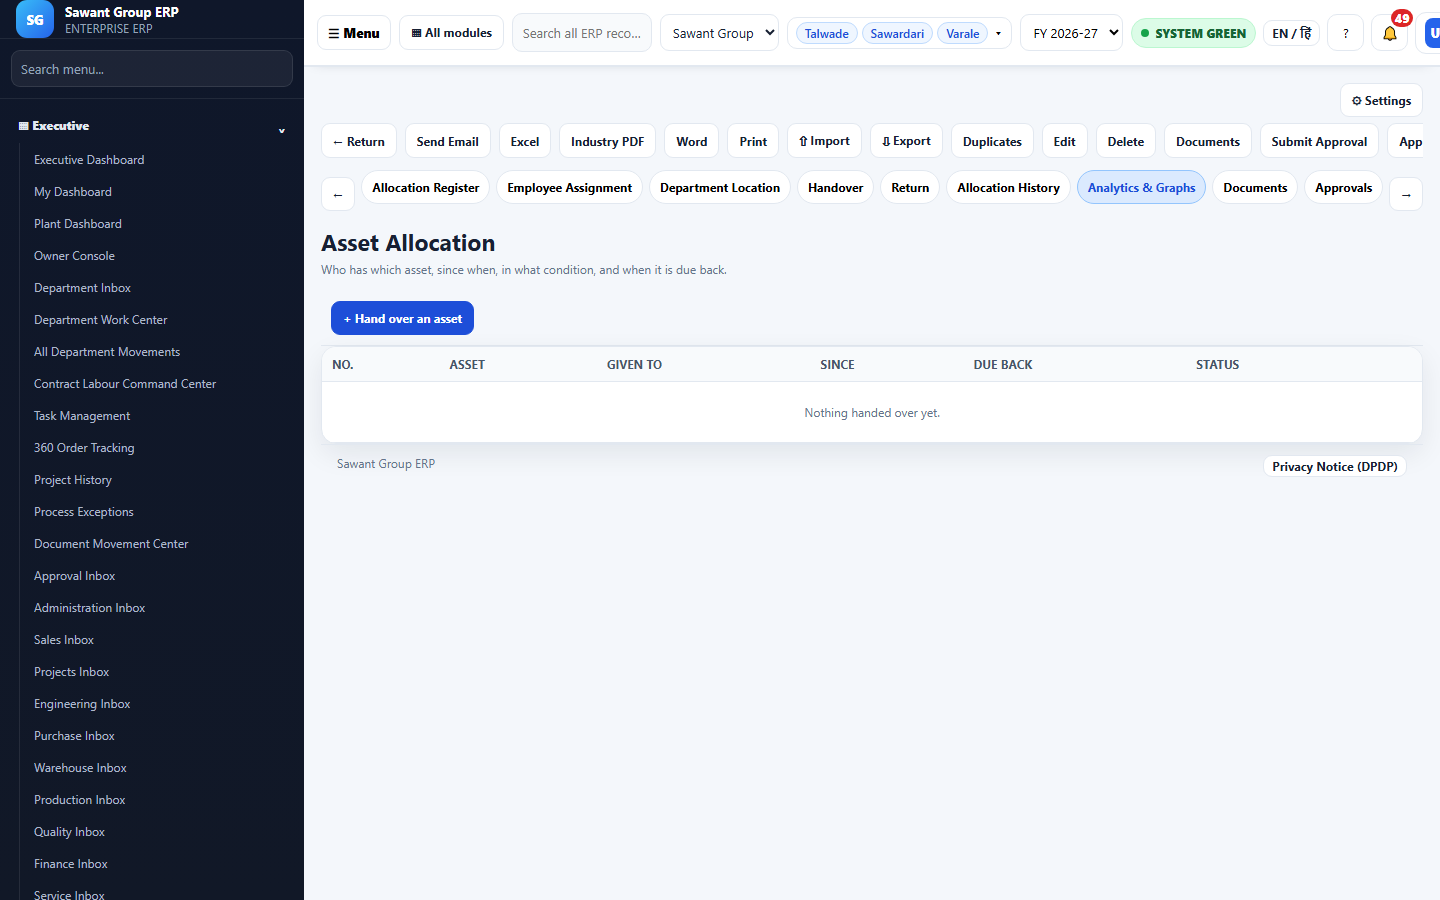 SG
Sawant Group ERP
ENTERPRISE ERP
Search menu...
Executive
Executive Dashboard
My Dashboard
Plant Dashboard
Owner Console
Department Inbox
Department Work Center
All Department Movements
Contract Labour Command Center
Task Management
360 Order Tracking
Project History
Process Exceptions
Document Movement Center
Approval Inbox
Administration Inbox
Sales Inbox
Projects Inbox
Engineering Inbox
Purchase Inbox
Warehouse Inbox
Production Inbox
Quality Inbox
Finance Inbox
Service Inbox
☰ Menu
All modules
Search all ERP reco...
Sawant Group
Talwade
Sawardari
Varale
FY 2026-27
SYSTEM GREEN
EN / हिं
?
49
U
⚙ Settings
← Return
Send Email
Excel
Industry PDF
Word
Print
⇧ Import
⇩ Export
Duplicates
Edit
Delete
Documents
Submit Approval
App
←
Allocation Register
Employee Assignment
Department Location
Handover
Return
Allocation History
Analytics & Graphs
Documents
Approvals
→
Asset Allocation
Who has which asset, since when, in what condition, and when it is due back.
+ Hand over an asset
NO. ASSET GIVEN TO SINCE DUE BACK STATUS
Nothing handed over yet.
Sawant Group ERP
Privacy Notice (DPDP)